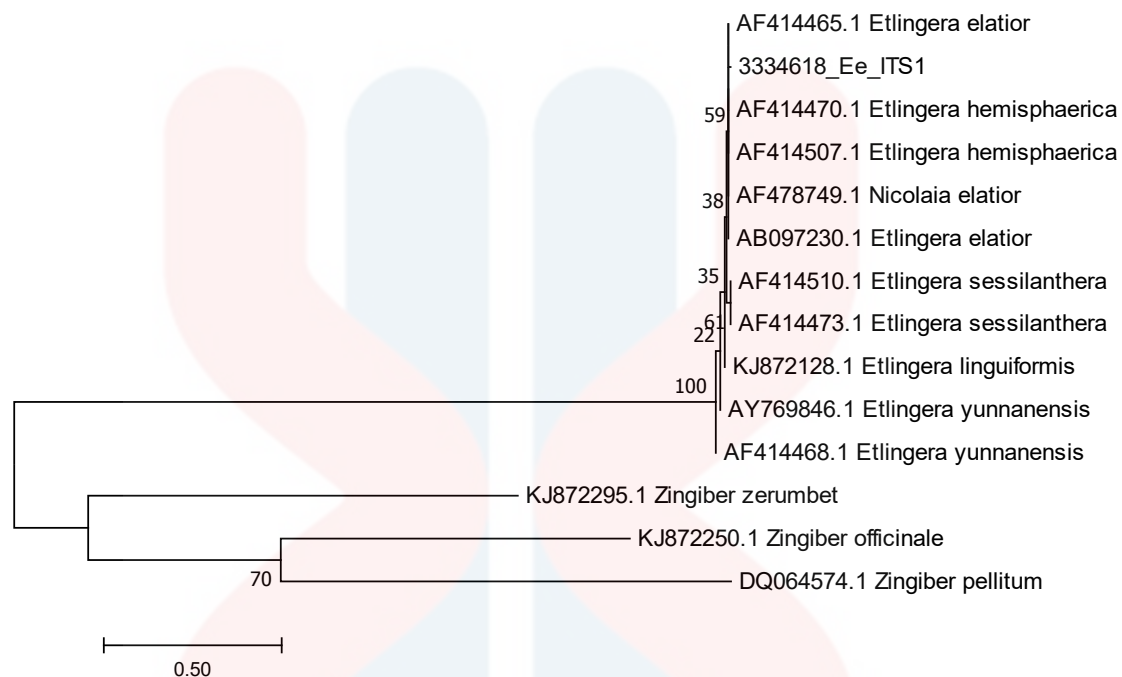 AF414465.1 Etlingera elatior
3334618_Ee_ITS1
59
AF414470.1 Etlingera hemisphaerica
AF414507.1 Etlingera hemisphaerica
38
AF478749.1 Nicolaia elatior
AB097230.1 Etlingera elatior
35
AF414510.1 Etlingera sessilanthera
61
AF414473.1 Etlingera sessilanthera
22
KJ872128.1 Etlingera linguiformis
100
AY769846.1 Etlingera yunnanensis
AF414468.1 Etlingera yunnanensis
KJ872295.1 Zingiber zerumbet
KJ872250.1 Zingiber officinale
70
DQ064574.1 Zingiber pellitum
0.50